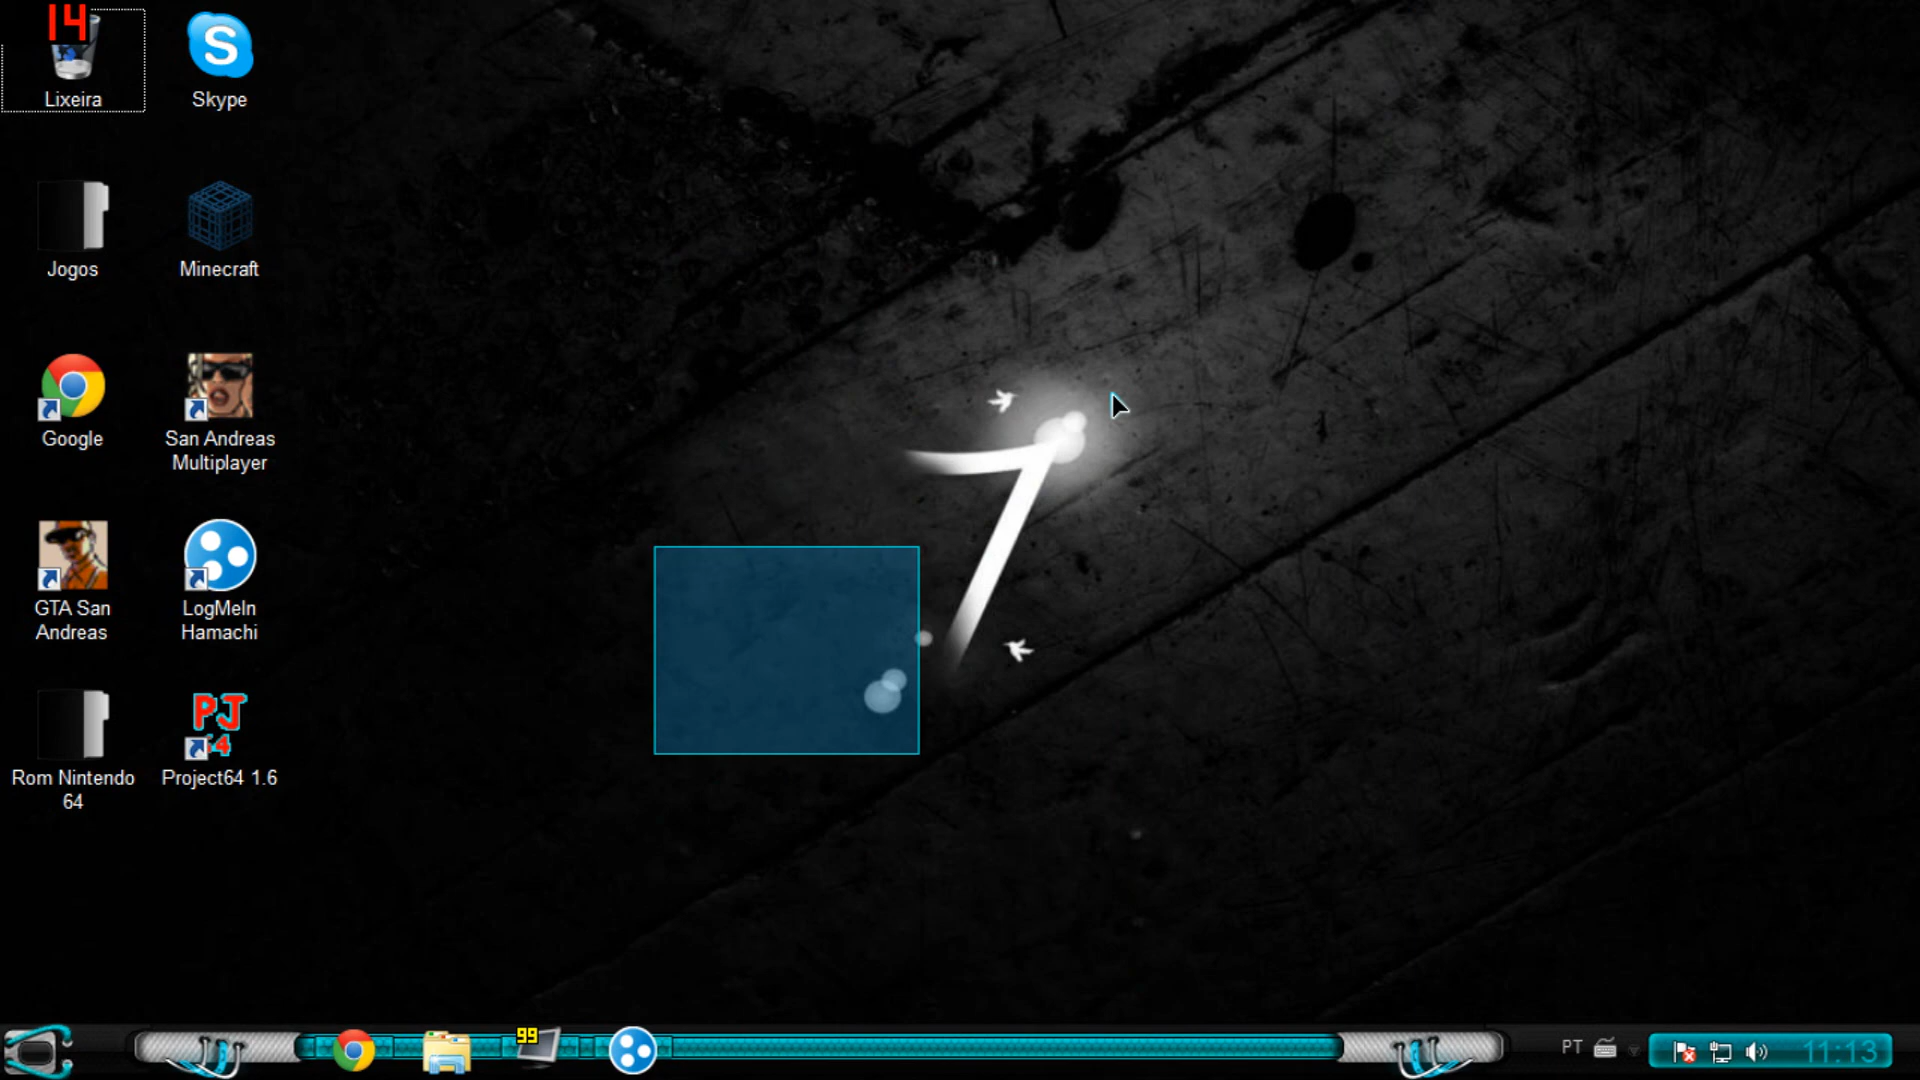 14
Lixeira
Skype
Jogos
Minecraft
Google
San Andreas
Multiplayer
GTA San
Andreas
LogMeIn
Hamachi
Rom Nintendo
64
PJ
64
Project64 1.6
7
99
PT
11:13